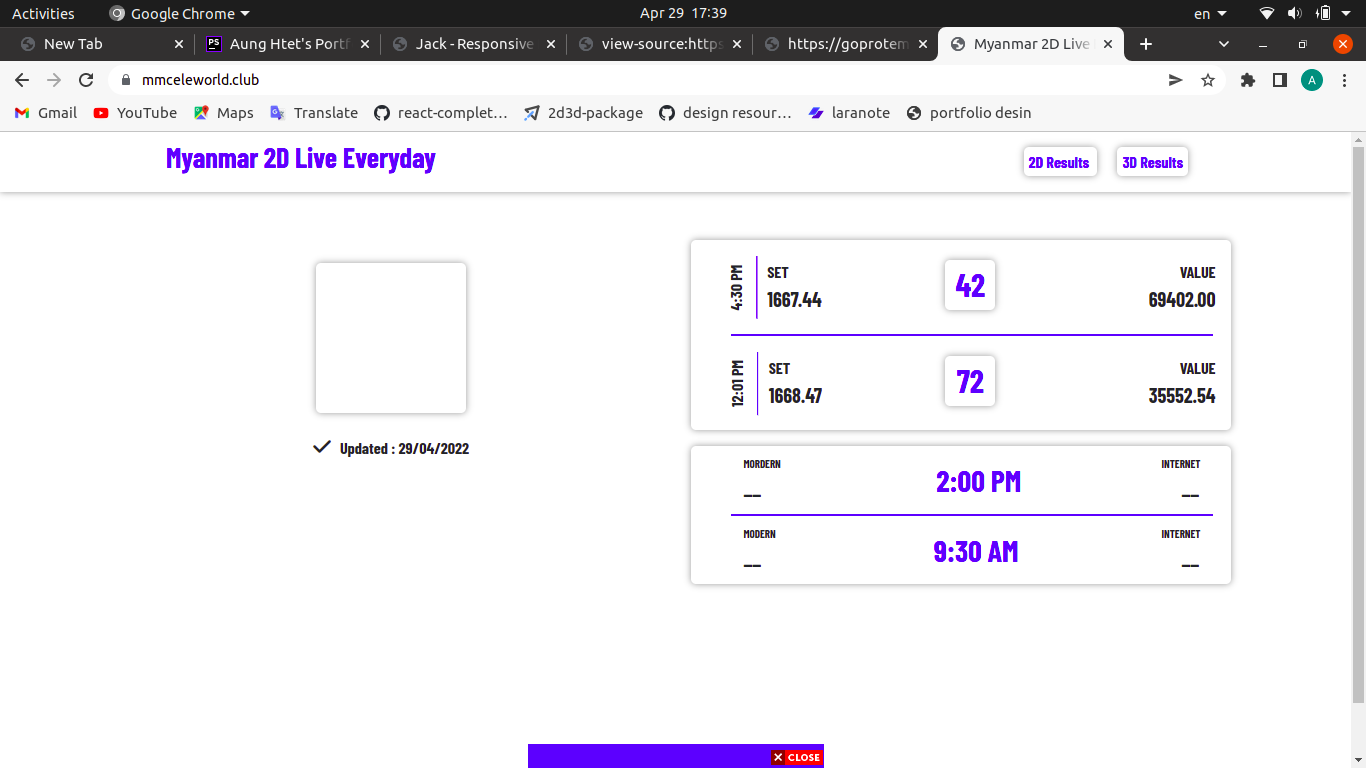 Activities
Google Chrome
Apr 29 17:39
en
New Tab
Aung Htet's Portf
Jack - Responsive
view-source:https
https://goprotem
Myanmar 2D Live
mmceleworld.club
A
Gmail
YouTube
Maps
Translate
react-complet...
2d3d-package
design resour...
laranote
portfolio desin
Myanmar 2D Live Everyday
2D Results
3D Results
4:30 PM
SET
1667.44
42
VALUE
69402.00
12:01 PM
SET
1668.47
72
VALUE
35552.54
Updated : 29/04/2022
MORDERN
--
2:00 PM
INTERNET
--
MODERN
--
9:30 AM
INTERNET
--
CLOSE